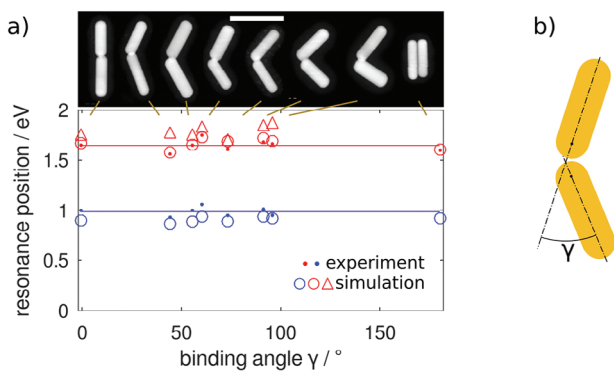 a)
b)
2
1.5
1
0.5
0
resonance position / eV
experiment
simulation
0
50
100
150
binding angle γ / °
γ